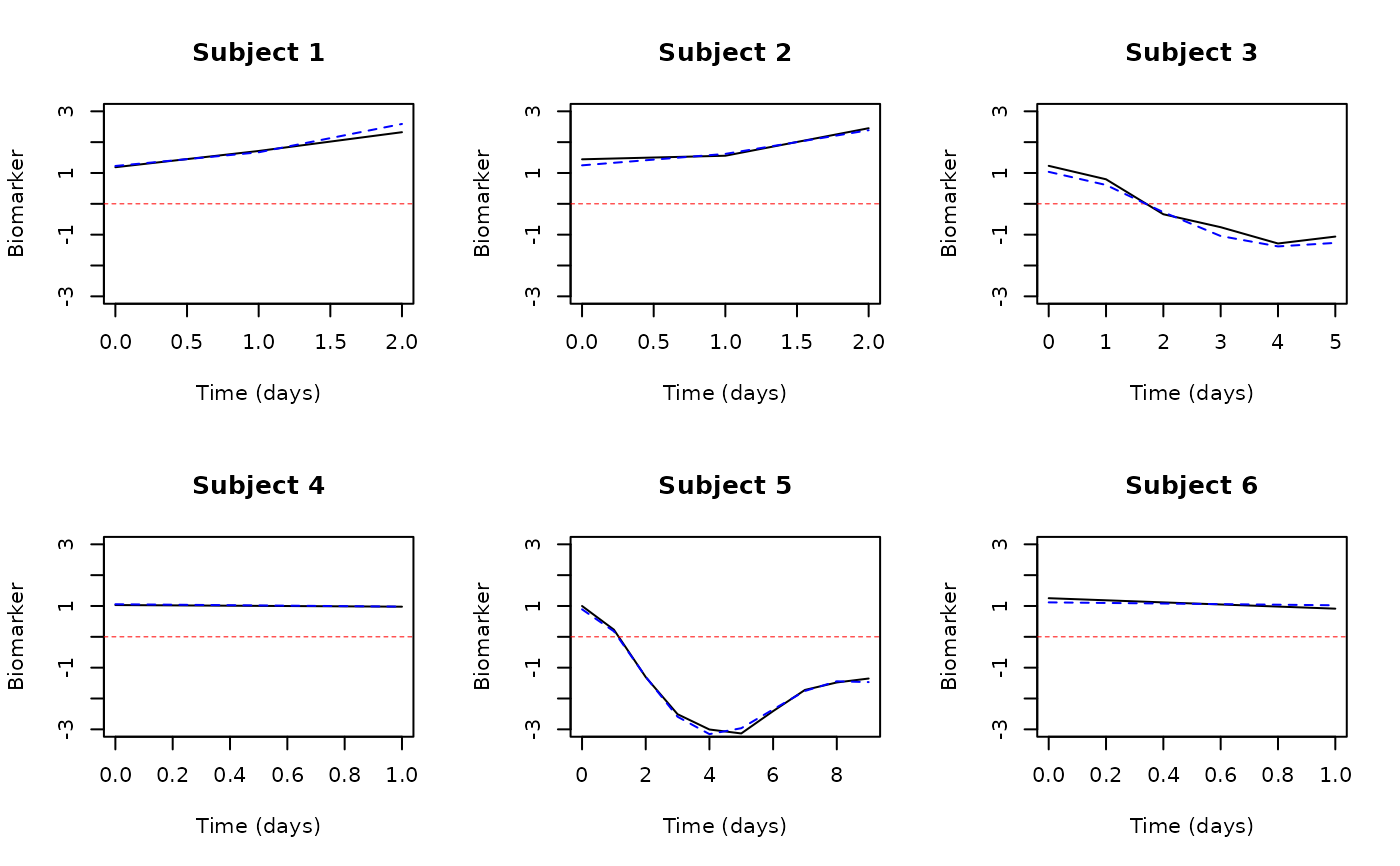 Subject 1
Biomarker
3
1
-1
-3
0.0 0.5 1.0 1.5 2.0
Time (days)
Subject 2
Biomarker
3
1
-1
-3
0.0 0.5 1.0 1.5 2.0
Time (days)
Subject 3
Biomarker
3
1
-1
-3
0 1 2 3 4 5
Time (days)
Subject 4
Biomarker
3
1
-1
-3
0.0 0.2 0.4 0.6 0.8 1.0
Time (days)
Subject 5
Biomarker
3
1
-1
-3
0 2 4 6 8
Time (days)
Subject 6
Biomarker
3
1
-1
-3
0.0 0.2 0.4 0.6 0.8 1.0
Time (days)